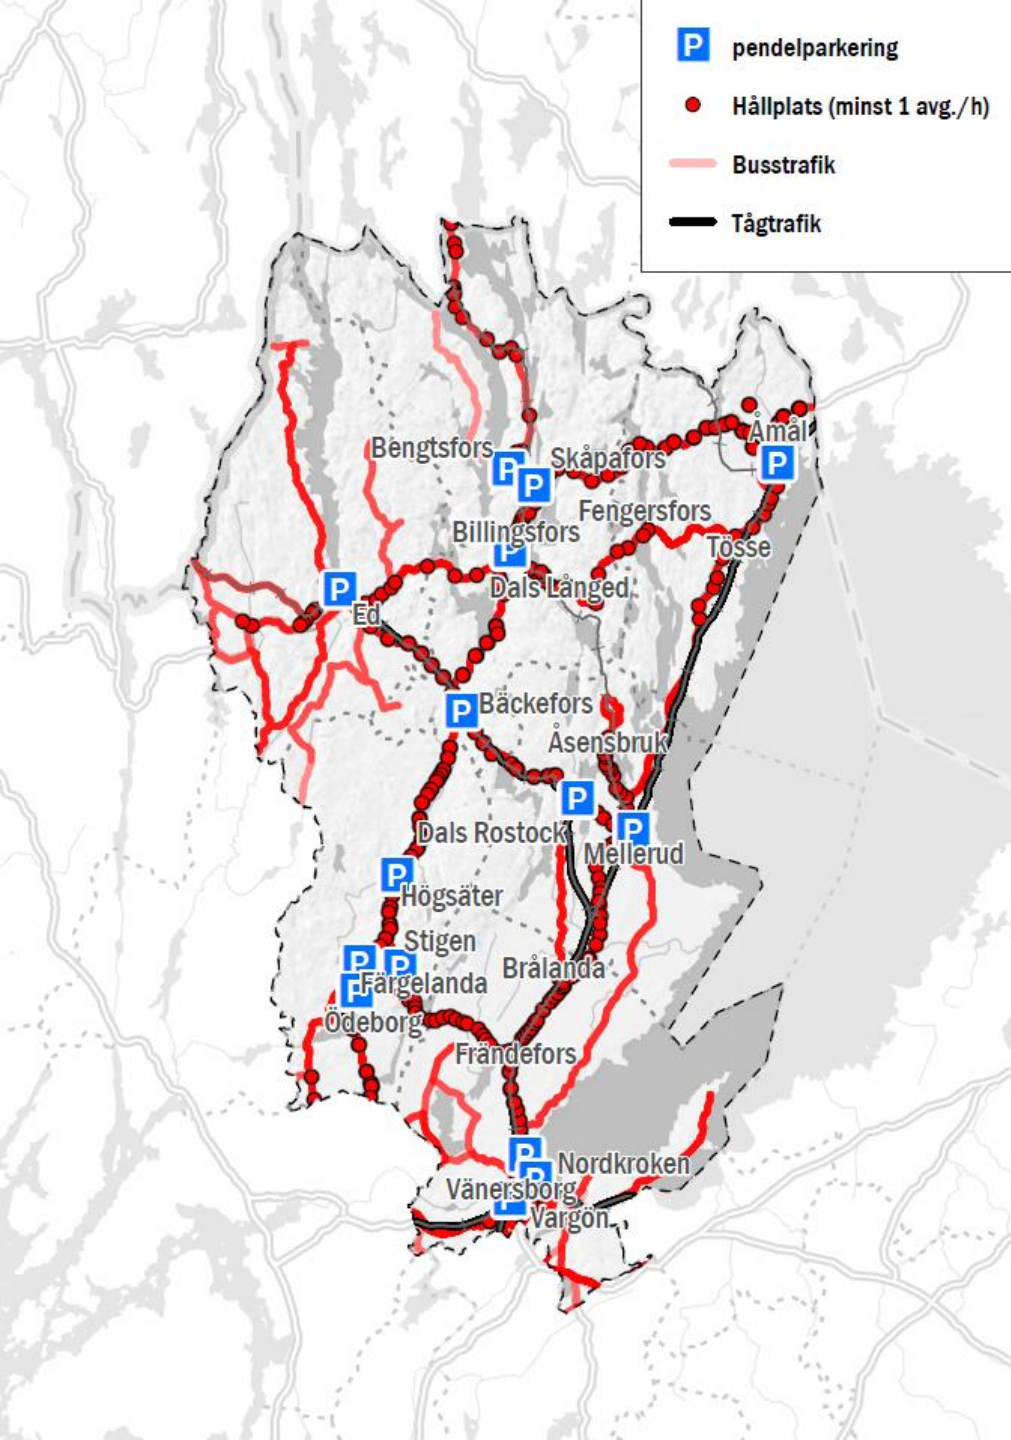 P pendelparkering
Hållplats (minst 1 avg./h)
Busstrafik
Tågtrafik
Åmål
P
Bengtsfors
P
Skåpafors
P
Fengersfors
Billingsfors
P
Tösse
Dals Långed
P
Ed
P
Bäckefors
Åsensbruk
P
P
Dals Rostock
Mellerud
P
Högsäter
Stigen
P
P
Brålanda
Färgelanda
P
Ödeborg
Frändefors
P
Nordkroken
P
Vänersborg
P
Vargön